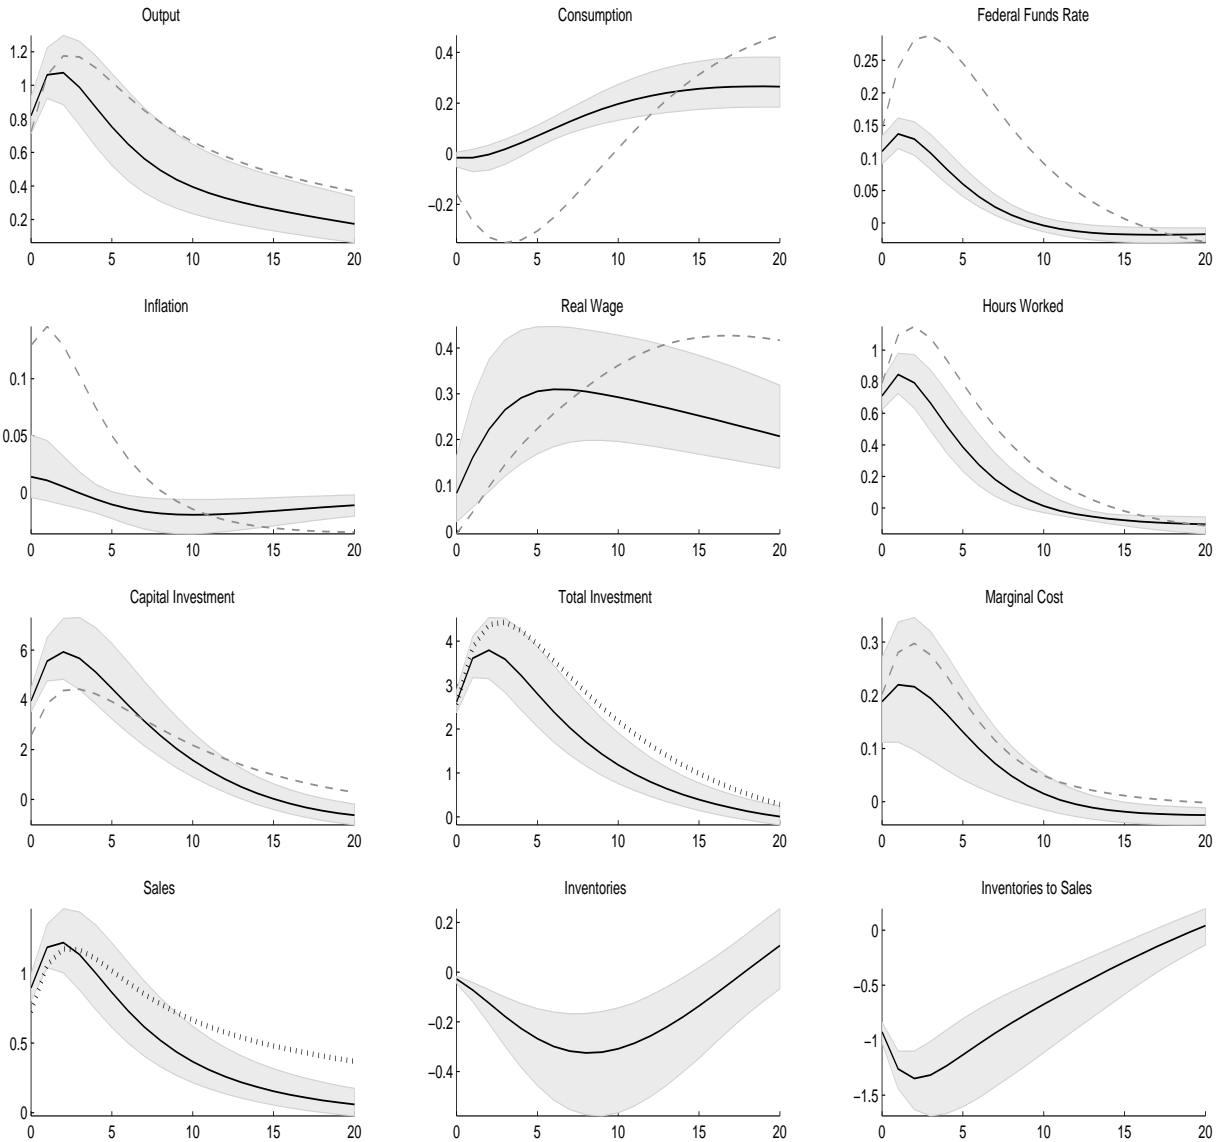 Output
Consumption
Federal Funds Rate
1.2
1
0.8
0.6
0.4
0.2
0 5 10 15 20
0.4
0.2
0
−0.2
0 5 10 15 20
0.25
0.2
0.15
0.1
0.05
0
0 5 10 15 20
Inflation
Real Wage
Hours Worked
0.1
0.05
0
0 5 10 15 20
0.4
0.3
0.2
0.1
0
0 5 10 15 20
1
0.8
0.6
0.4
0.2
0
0 5 10 15 20
Capital Investment
Total Investment
Marginal Cost
6
4
2
0
0 5 10 15 20
4
3
2
1
0
0 5 10 15 20
0.3
0.2
0.1
0
0 5 10 15 20
Sales
Inventories
Inventories to Sales
1
0.5
0
0 5 10 15 20
0.2
0
−0.2
−0.4
0 5 10 15 20
0
−0.5
−1
−1.5
0 5 10 15 20